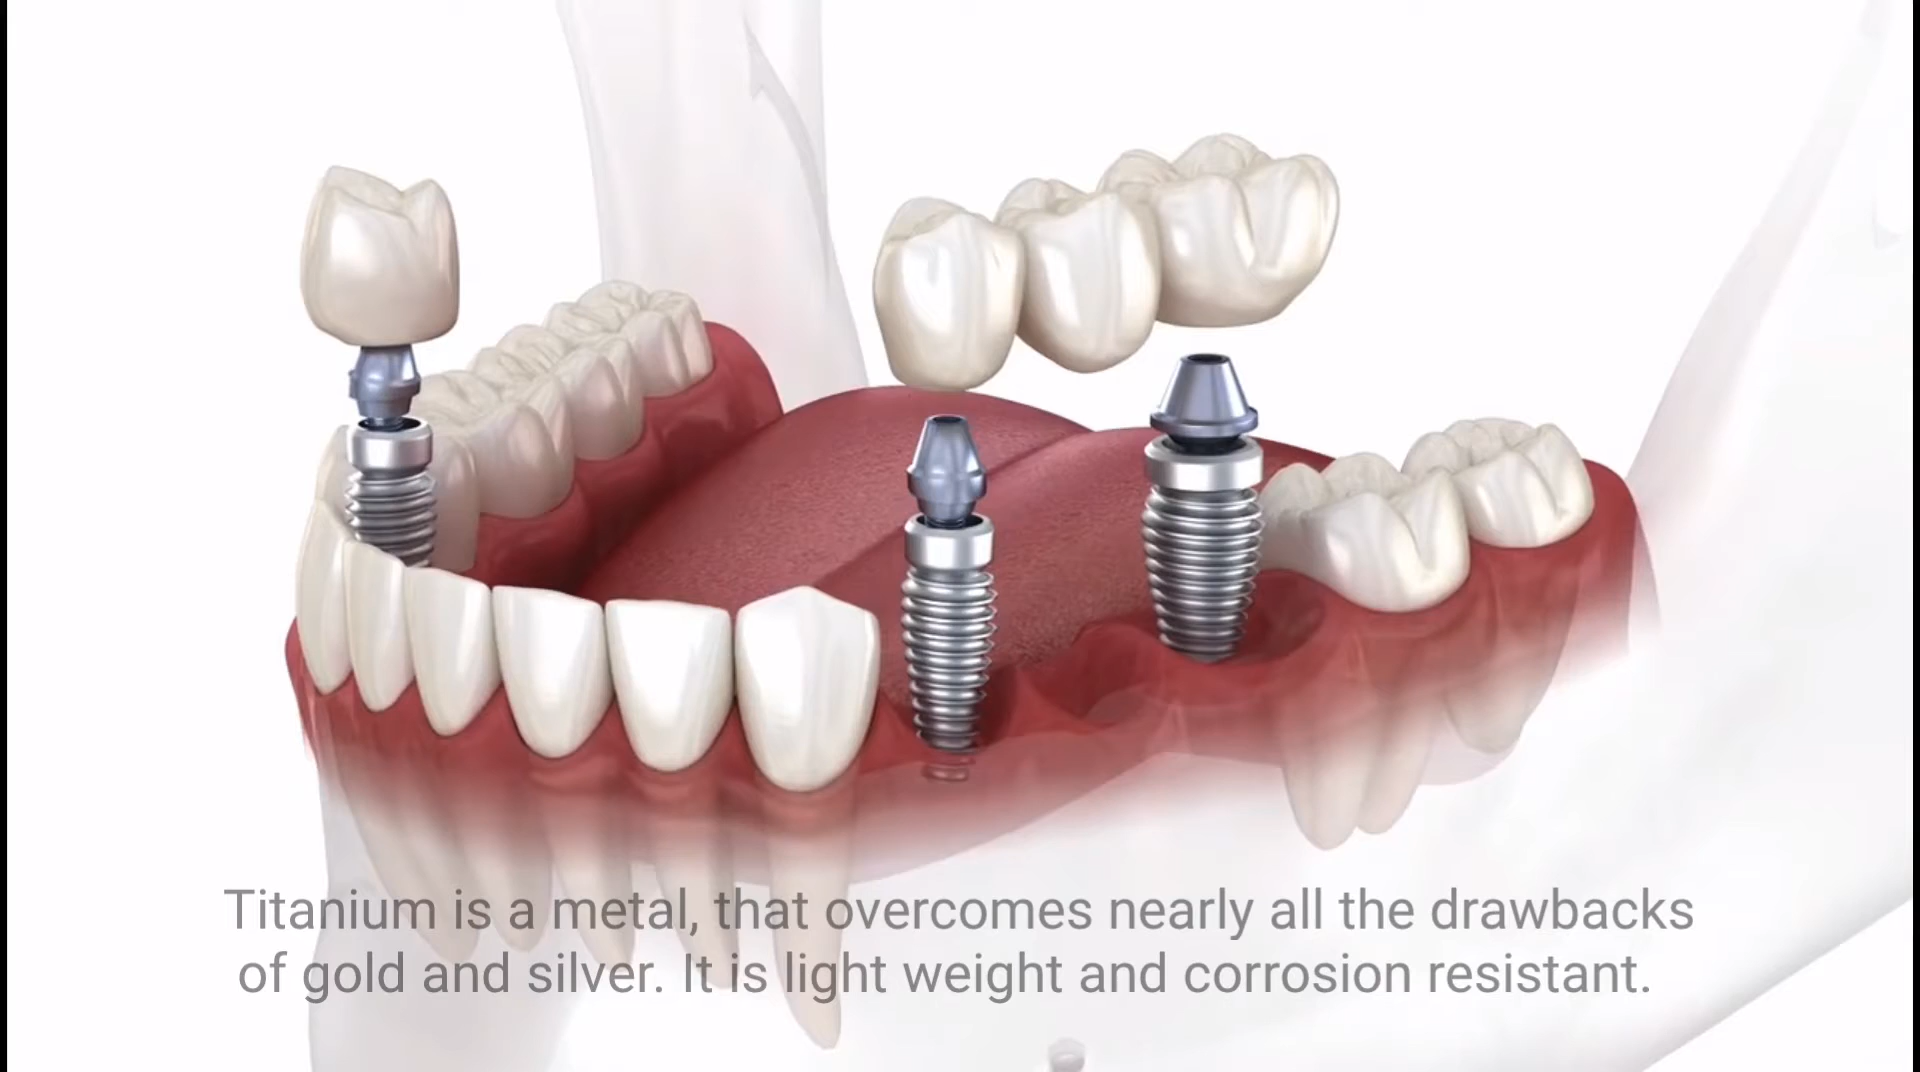 Titanium is a metal, that overcomes nearly all the drawbacks
of gold and silver. It is light weight and corrosion resistant.